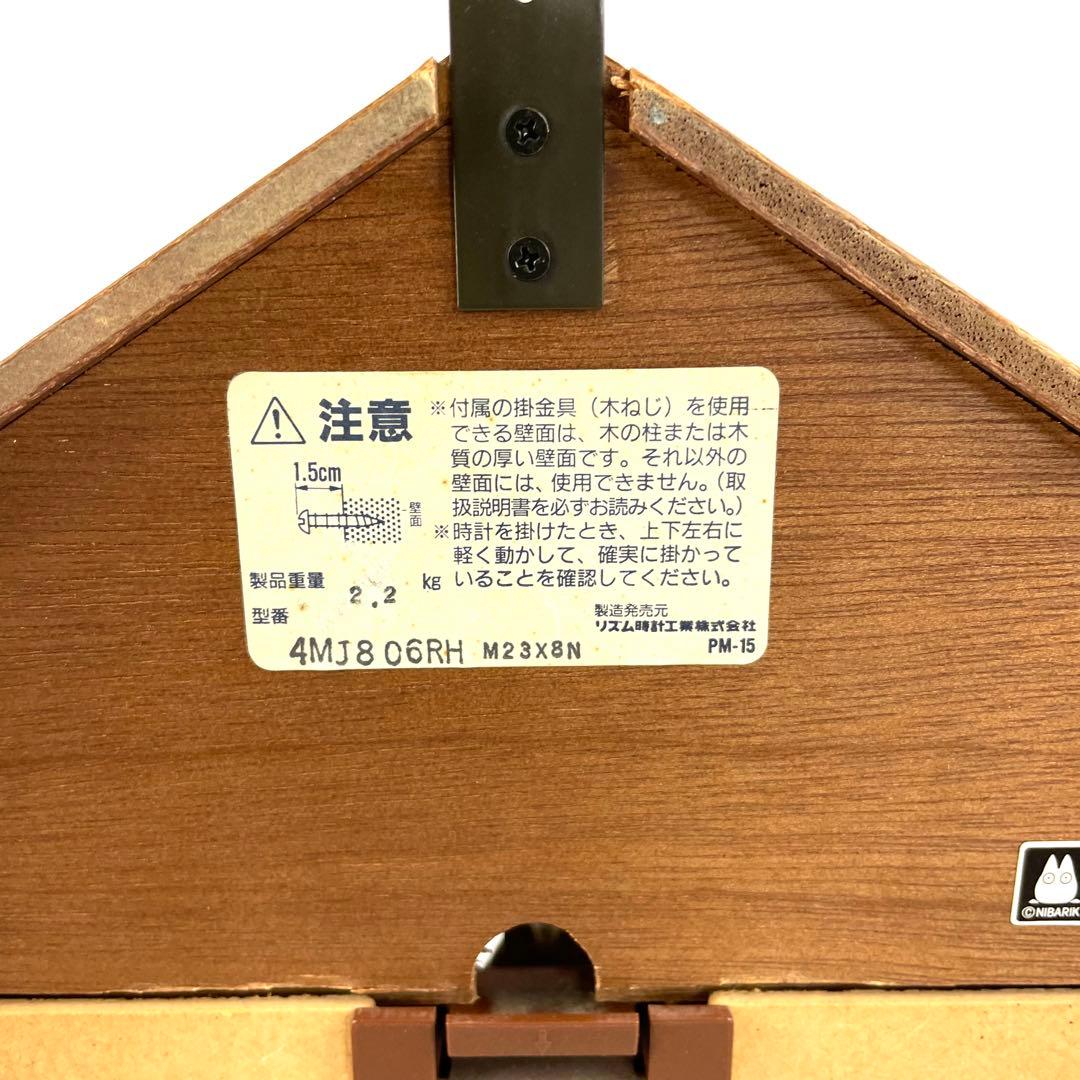 注意
※付属の掛金具（木ねじ）を使用
できる壁面は、木の柱または木
質の厚い壁面です。それ以外の
壁面には、使用できません。（取
扱説明書を必ずお読みください。）
※時計を掛けたとき、上下左右に
軽く動かして、確実に掛かって
いることを確認してください。
1.5cm
壁面
製品重量 2.2 kg
型番
4MJ806RH M23X8N
製造発売元
リズム時計工業株式会社
PM-15
©NIBARIK